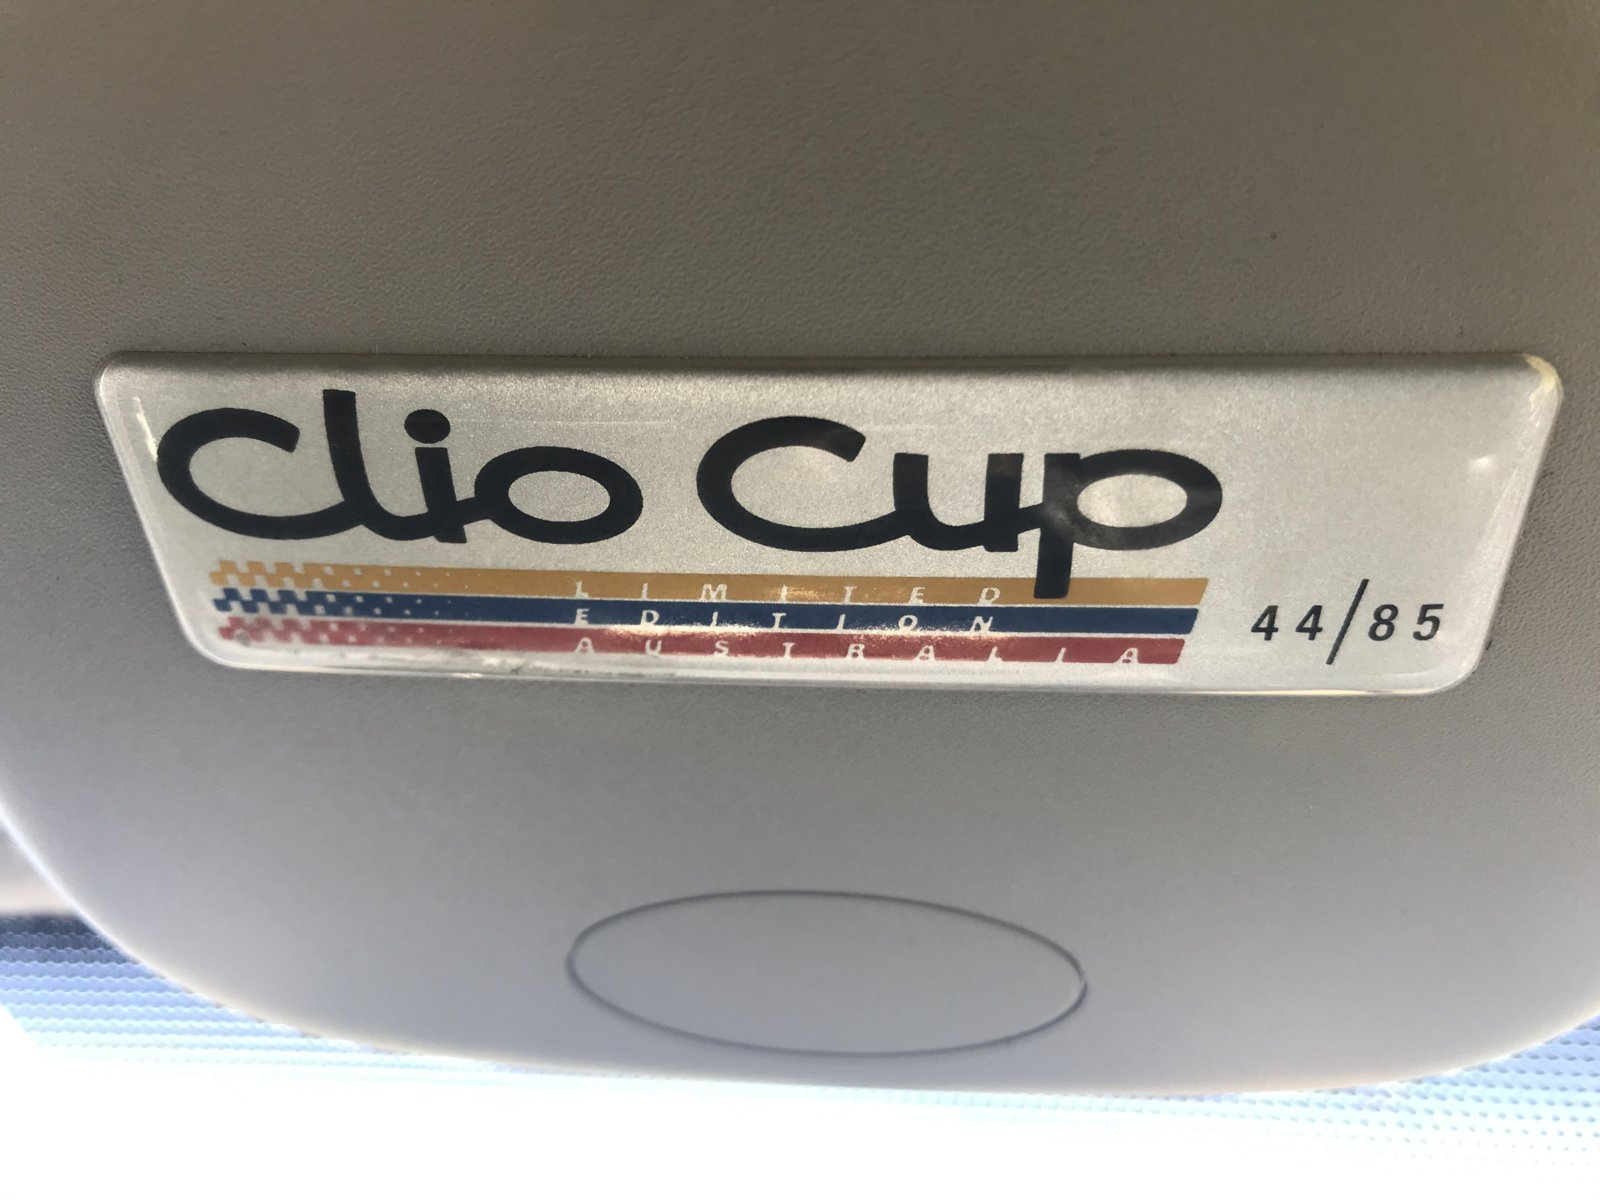 Clio Cup
LIMITED
EDITION
AUSTRALIA
44/85